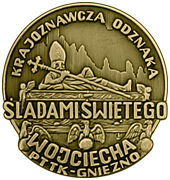 KRAJOZNAWCZA ODZNAKA
ŚLADAMI ŚWIĘTEGO
WOJCIECHA
PTTK-GNIEZNO